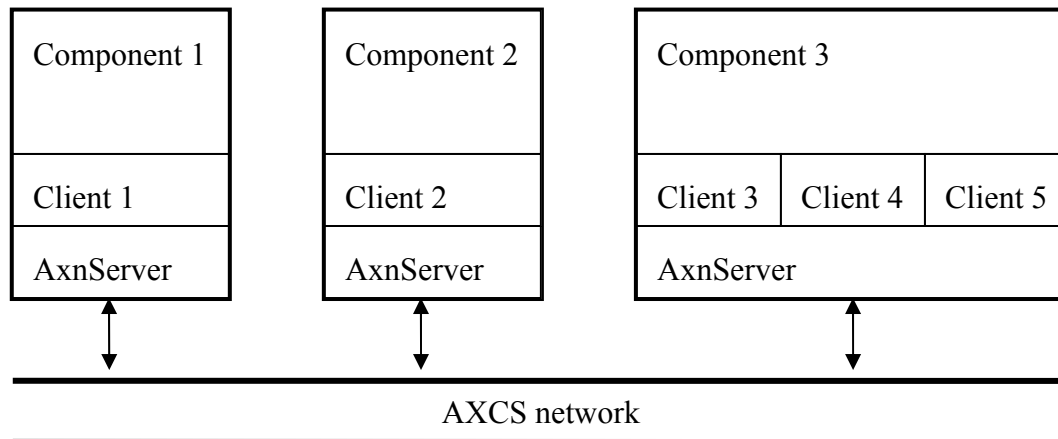 Component 1
Component 2
Component 3
Client 1
Client 2
Client 3
Client 4
Client 5
AxnServer
AxnServer
AxnServer
AXCS network